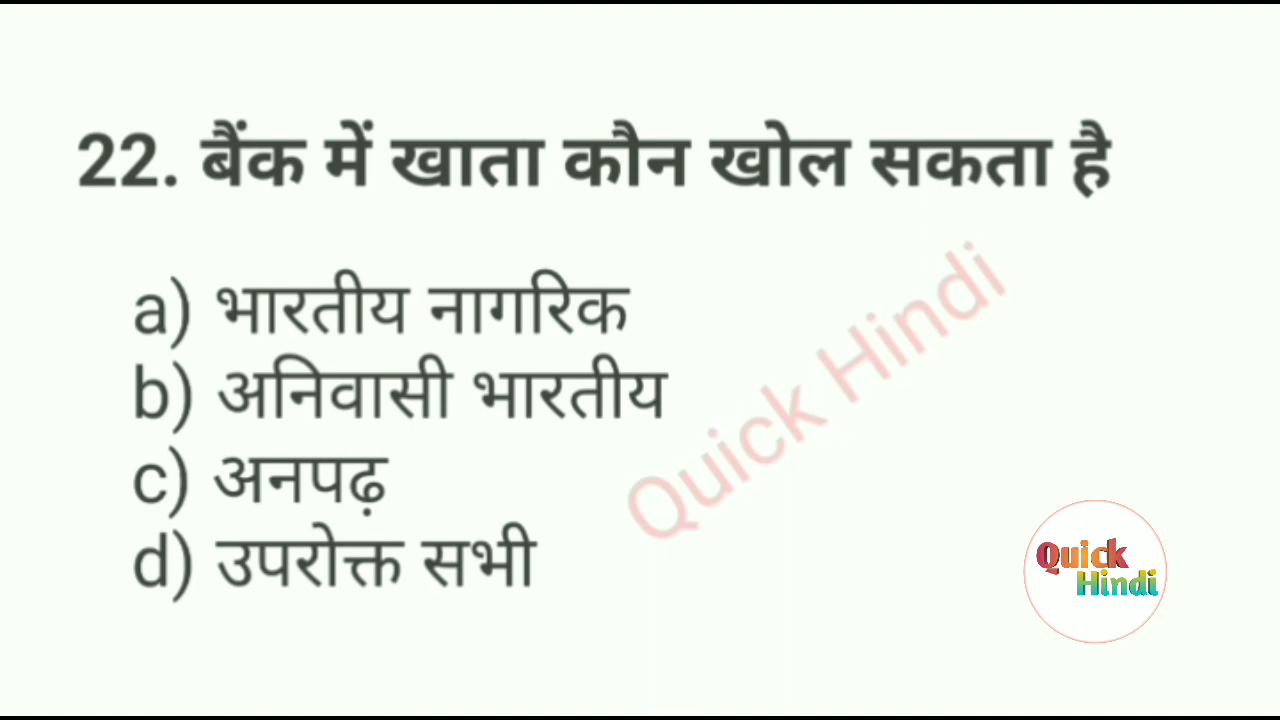 22. बैंक में खाता कौन खोल सकता है
a) भारतीय नागरिक
b) अनिवासी भारतीय
c) अनपढ़
d) उपरोक्त सभी
Quick Hindi
Quick
Hindi